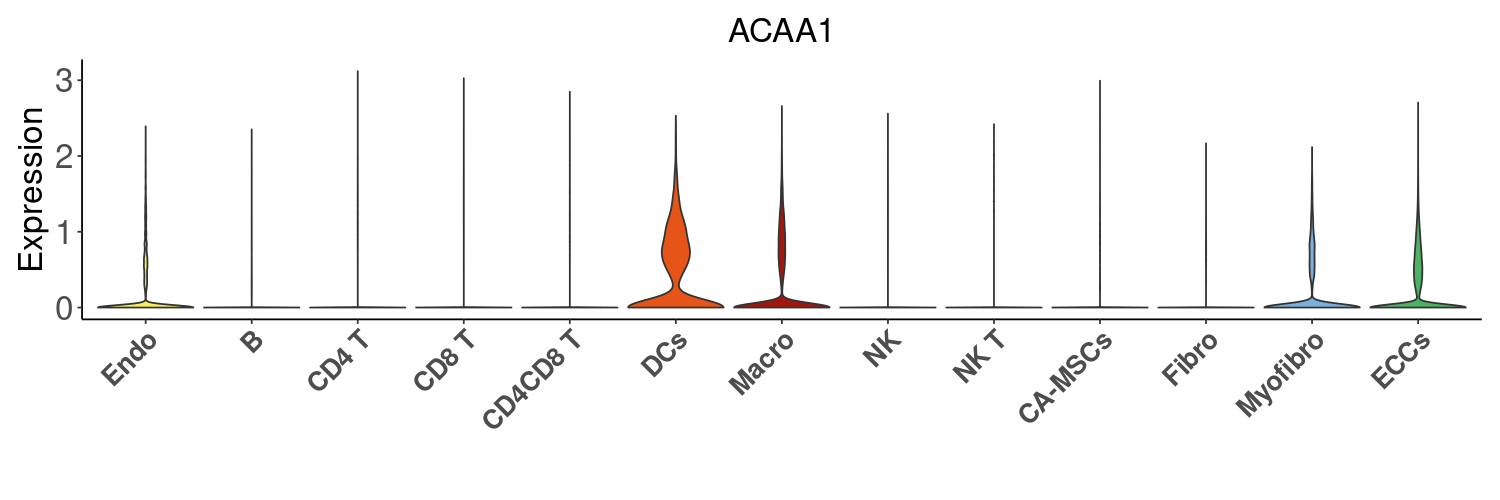 ACAA1
Expression
3
2
1
0
Endo
B
CD4 T
CD8 T
CD4CD8 T
DCs
Macro
NK
NK T
CA-MSCs
Fibro
Myofibro
ECCs